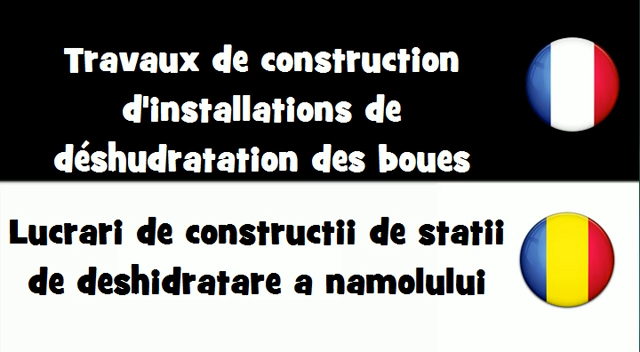 Travaux de construction
d'installations de
déshudratation des boues
Lucrari de constructii de statii
de deshidratare a namolului